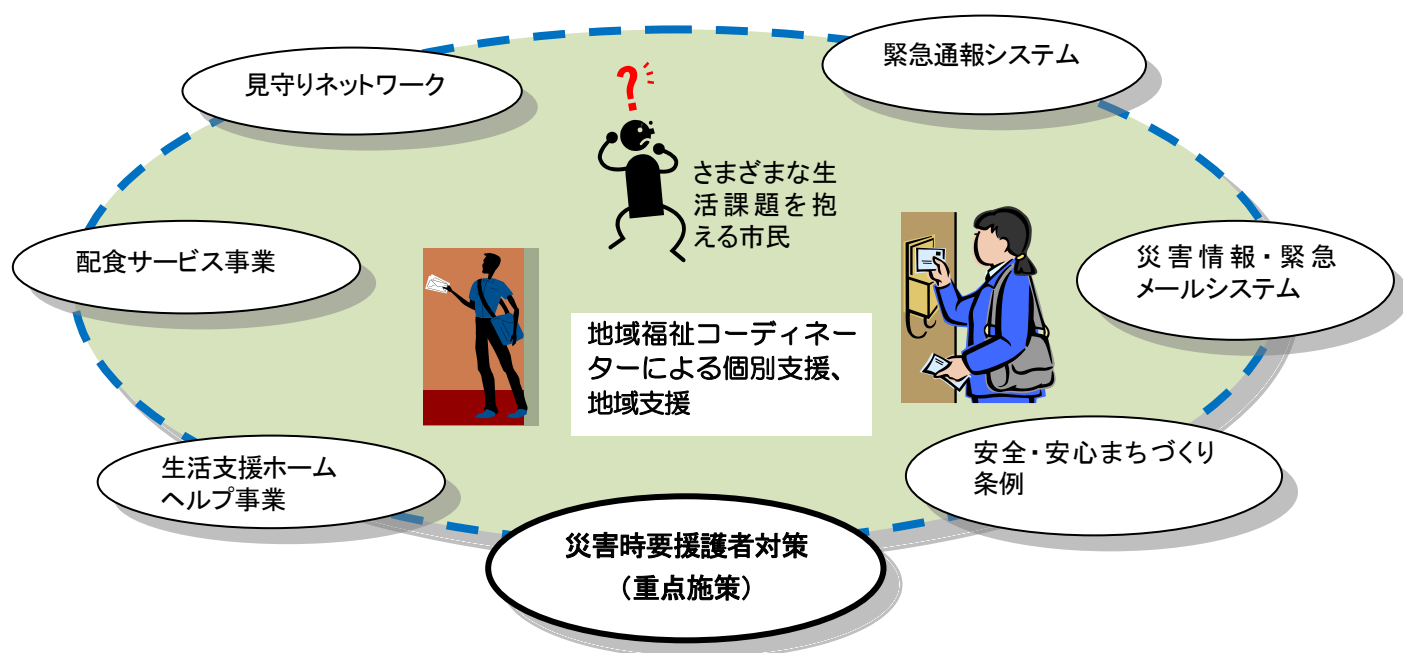 緊急通報システム
見守りネットワーク
?
さまざまな生
活課題を抱
える市民
配食サービス事業
災害情報・緊急
メールシステム
地域福祉コーディネー
ターによる個別支援、
地域支援
安全・安心まちづくり
条例
生活支援ホーム
ヘルプ事業
災害時要援護者対策
(重点施策)